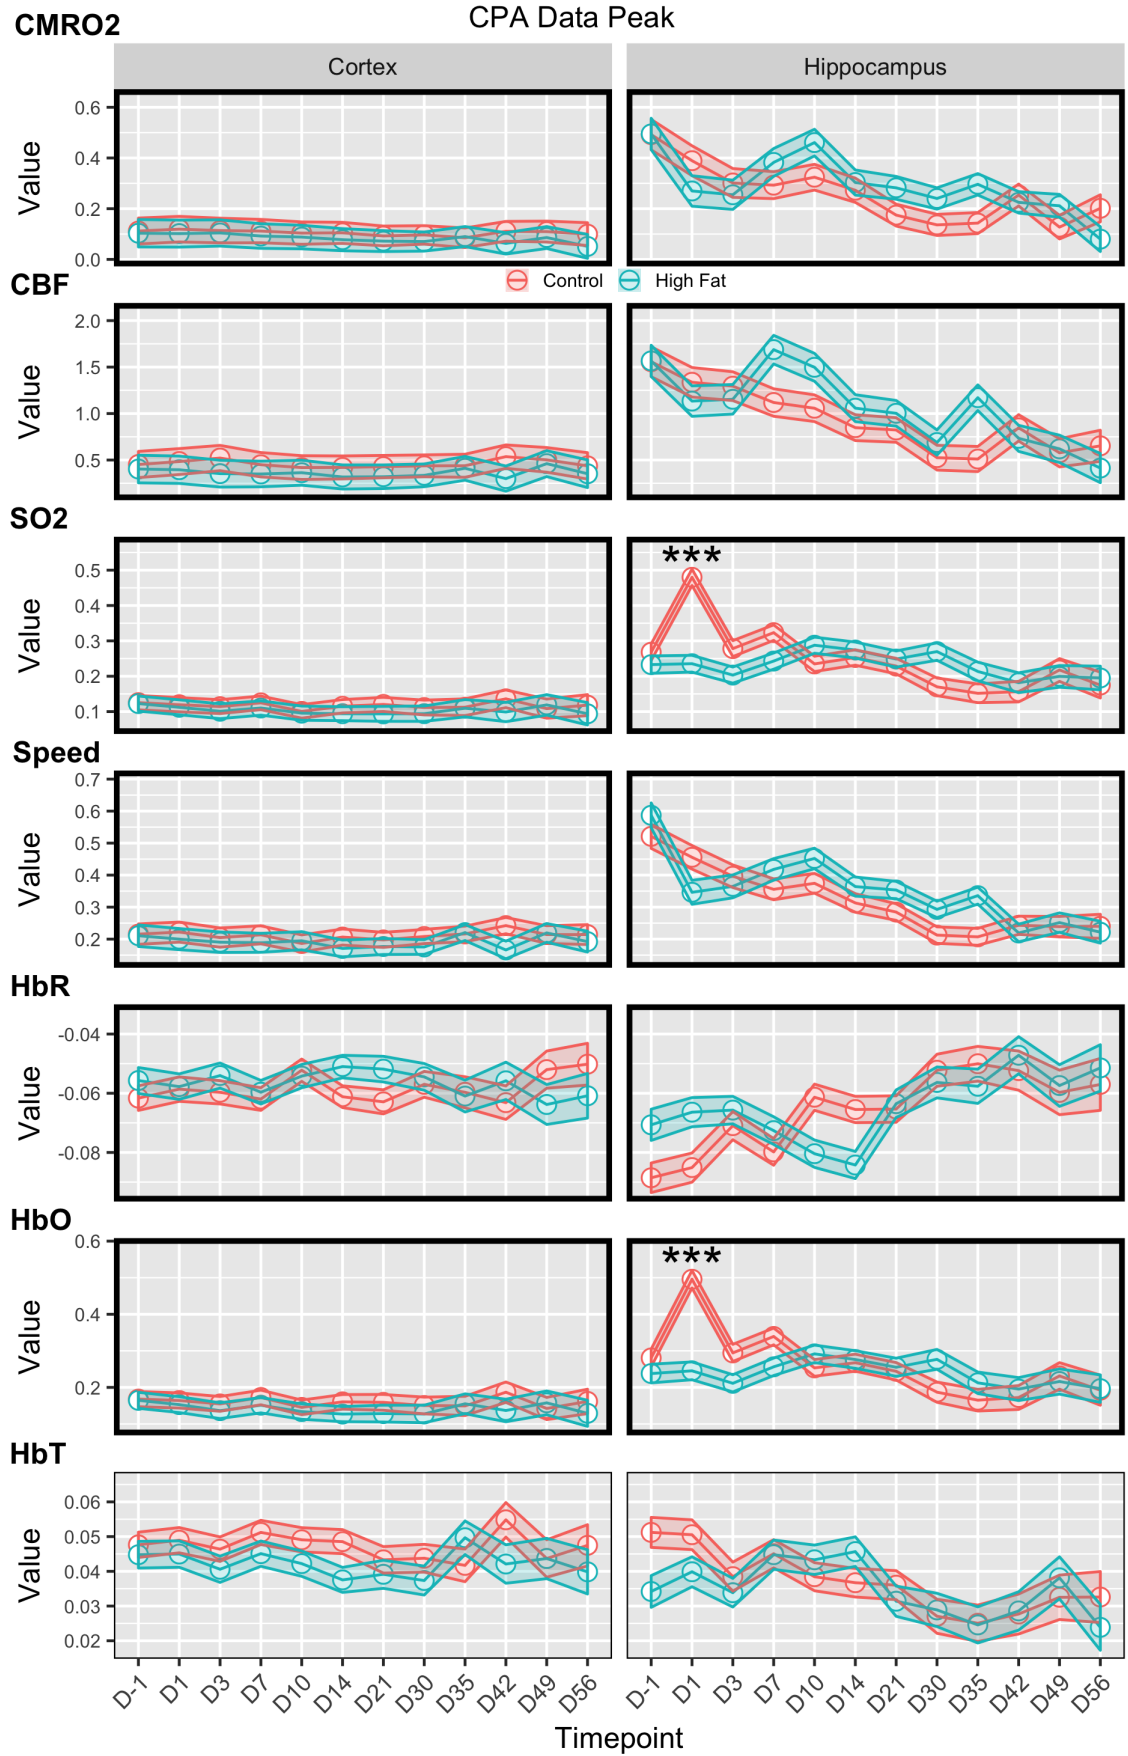 CPA Data Peak
CMRO2
Cortex Hippocampus
Value
0.6
0.4
0.2
0.0
CBF
Control High Fat
Value
2.0
1.5
1.0
0.5
SO2
***
Value
0.5
0.4
0.3
0.2
0.1
Speed
Value
0.7
0.6
0.5
0.4
0.3
0.2
HbR
Value
-0.04
-0.06
-0.08
HbO
***
Value
0.6
0.4
0.2
HbT
Value
0.06
0.05
0.04
0.03
0.02
D-1 D1 D3 D7 D10 D14 D21 D30 D35 D42 D49 D56 D-1 D1 D3 D7 D10 D14 D21 D30 D35 D42 D49 D56
Timepoint